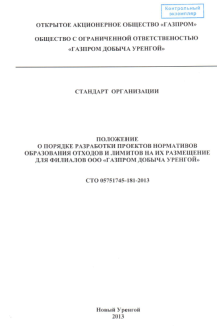 Контрольный
экземпляр
ОТКРЫТОЕ АКЦИОНЕРНОЕ ОБЩЕСТВО «ГАЗПРОМ»
ОБЩЕСТВО С ОГРАНИЧЕННОЙ ОТВЕТСТВЕННОСТЬЮ
«ГАЗПРОМ ДОБЫЧА УРЕНГОЙ»
СТАНДАРТ ОРГАНИЗАЦИИ
ПОЛОЖЕНИЕ
О ПОРЯДКЕ РАЗРАБОТКИ ПРОЕКТОВ НОРМАТИВОВ
ОБРАЗОВАНИЯ ОТХОДОВ И ЛИМИТОВ НА ИХ РАЗМЕЩЕНИЕ
ДЛЯ ФИЛИАЛОВ ООО «ГАЗПРОМ ДОБЫЧА УРЕНГОЙ»
СТО 05751745-181-2013
Новый Уренгой
2013